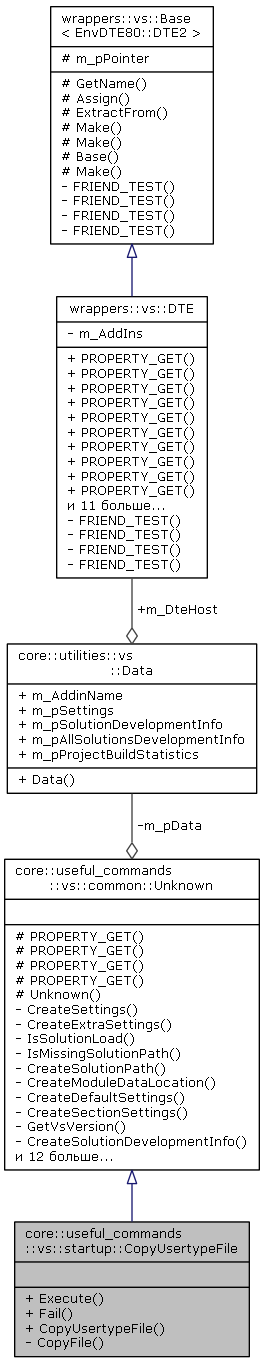 wrappers::vs::Base
< EnvDTE80::DTE2 >
# m_pPointer
# GetName()
# Assign()
# ExtractFrom()
# Make()
# Make()
# Base()
# Make()
- FRIEND_TEST()
- FRIEND_TEST()
- FRIEND_TEST()
- FRIEND_TEST()
wrappers::vs::DTE
- m_AddIns
+ PROPERTY_GET()
+ PROPERTY_GET()
+ PROPERTY_GET()
+ PROPERTY_GET()
+ PROPERTY_GET()
+ PROPERTY_GET()
+ PROPERTY_GET()
+ PROPERTY_GET()
+ PROPERTY_GET()
+ PROPERTY_GET()
и 11 больше...
- FRIEND_TEST()
- FRIEND_TEST()
- FRIEND_TEST()
- FRIEND_TEST()
+m_DteHost
core::utilities::vs
::Data
+ m_AddinName
+ m_pSettings
+ m_pSolutionDevelopmentInfo
+ m_pAllSolutionsDevelopmentInfo
+ m_pProjectBuildStatistics
+ Data()
-m_pData
core::useful_commands
::vs::common::Unknown
# PROPERTY_GET()
# PROPERTY_GET()
# PROPERTY_GET()
# PROPERTY_GET()
# Unknown()
- CreateSettings()
- CreateExtraSettings()
- IsSolutionLoad()
- IsMissingSolutionPath()
- CreateSolutionPath()
- CreateModuleDataLocation()
- CreateDefaultSettings()
- CreateSectionSettings()
- GetVsVersion()
- CreateSolutionDevelopmentInfo()
и 12 больше...
core::useful_commands
::vs::startup::CopyUsertypeFile
+ Execute()
+ Fail()
+ CopyUsertypeFile()
- CopyFile()